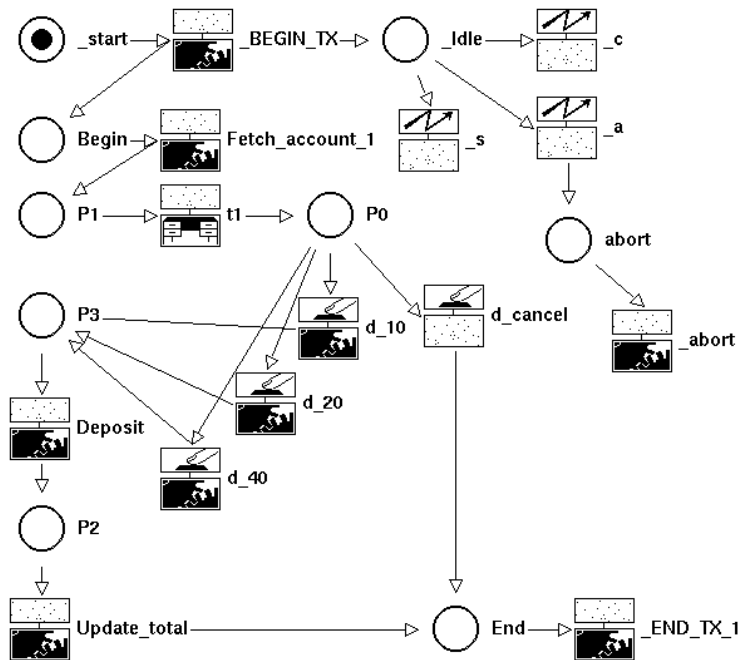 _start
_BEGIN_TX
_Idle
_c
Begin
Fetch_account_1
_s
_a
P1
t1
P0
abort
P3
d_10
d_cancel
_abort
Deposit
d_20
d_40
P2
Update_total
End
_END_TX_1